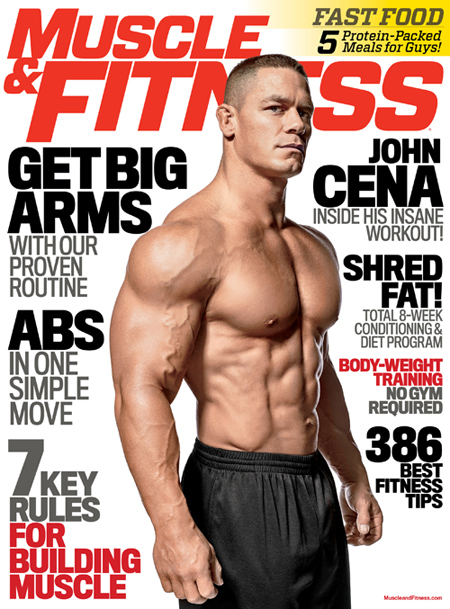 FAST FOOD
5 Protein-Packed
Meals for Guys!
MUSCLE
& FITNESS
GET BIG
ARMS
WITH OUR
PROVEN
ROUTINE
ABS
IN ONE
SIMPLE
MOVE
7 KEY
RULES
FOR
BUILDING
MUSCLE
JOHN
CENA
INSIDE HIS INSANE
WORKOUT!
SHRED
FAT!
TOTAL 8-WEEK
CONDITIONING &
DIET PROGRAM
BODY-WEIGHT
TRAINING
NO GYM
REQUIRED
386
BEST
FITNESS
TIPS
MuscleandFitness.com